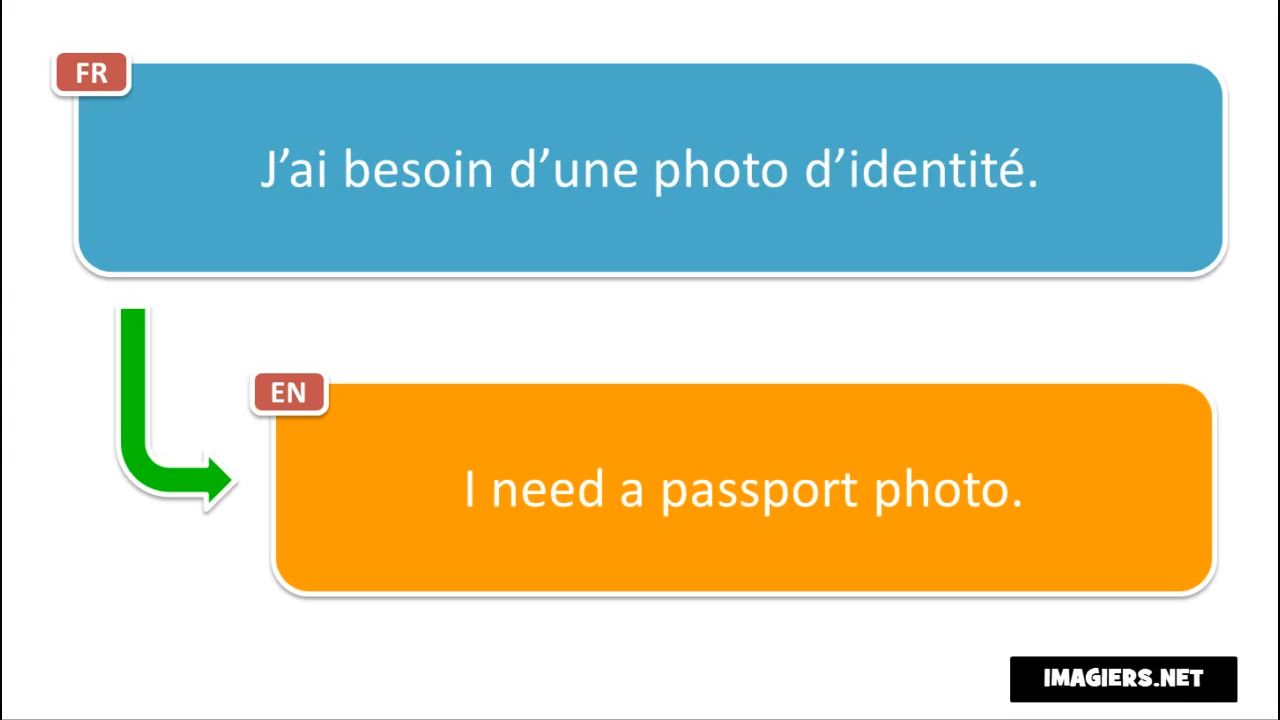 FR
J’ai besoin d’une photo d’identité.
EN
I need a passport photo.
IMAGIERS.NET